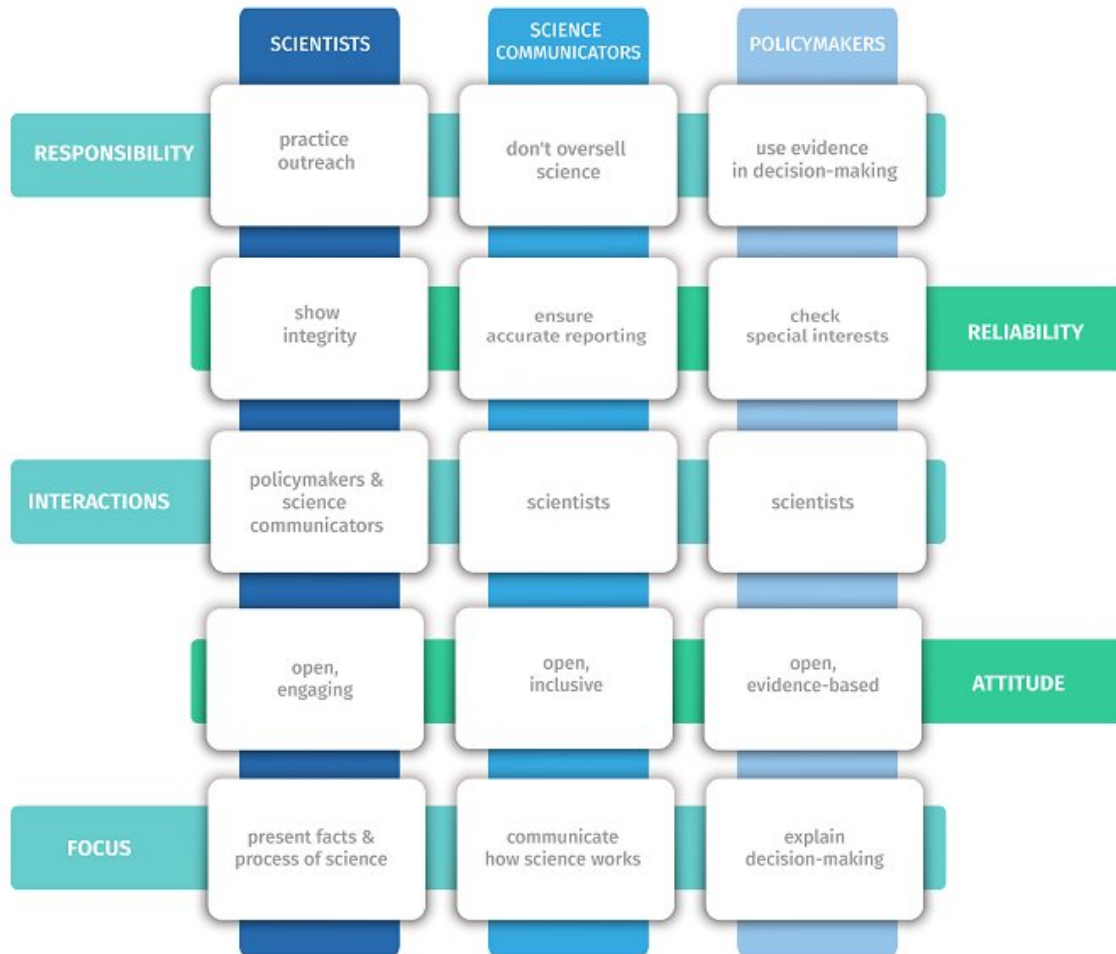 SCIENTISTS
SCIENCE
COMMUNICATORS
POLICYMAKERS
RESPONSIBILITY
practice
outreach
don't oversell
science
use evidence
in decision-making
show
integrity
ensure
accurate reporting
check
special interests
RELIABILITY
INTERACTIONS
policymakers &
science
communicators
scientists
scientists
open,
engaging
open,
inclusive
open,
evidence-based
ATTITUDE
FOCUS
present facts &
process of science
communicate
how science works
explain
decision-making